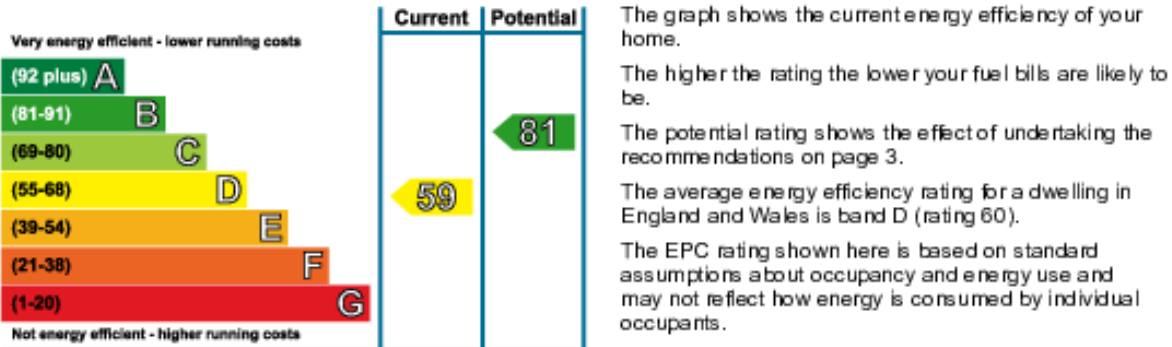 Current Potential
Very energy efficient - lower running costs
(92 plus) A
(81-91) B
(69-80) C
(55-68) D
(39-54) E
(21-38) F
(1-20) G
Not energy efficient - higher running costs
59
81
The graph shows the current energy efficiency of your
home.
The higher the rating the lower your fuel bills are likely to
be.
The potential rating shows the effect of undertaking the
recommendations on page 3.
The average energy efficiency rating for a dwelling in
England and Wales is band D (rating 60).
The EPC rating shown here is based on standard
assumptions about occupancy and energy use and
may not reflect how energy is consumed by individual
occupants.